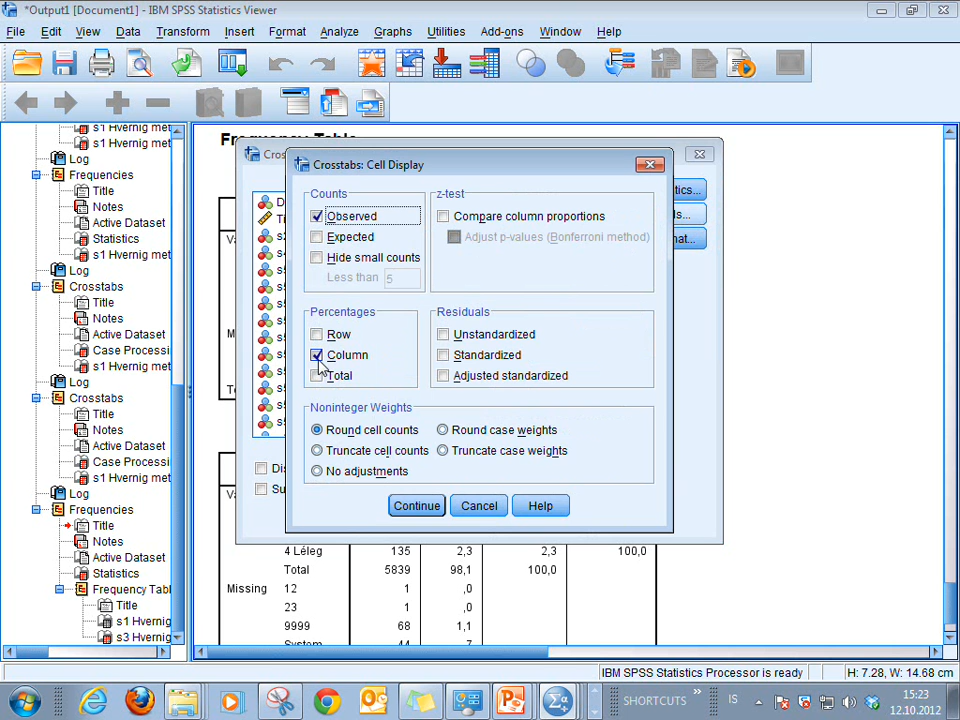 *Output1 [Document1] - IBM SPSS Statistics Viewer
File Edit View Data Transform Insert Format Analyze Graphs Utilities Add-ons Window Help
s1 Hvernig met
s1 Hvernig met
Log
Frequencies
Title
Notes
Active Dataset
Statistics
s1 Hvernig met
Log
Crosstabs
Title
Notes
Active Dataset
Case Processi
s1 Hvernig met
Log
Crosstabs
Title
Notes
Active Dataset
Case Processi
s1 Hvernig met
Log
Frequencies
Title
Notes
Active Dataset
Statistics
Frequency Tabl
Title
s1 Hvernig
s3 Hvernig
Frequency Table
Crosstabs: Cell Display
Counts
Observed
Expected
Hide small counts
Less than 5
z-test
Compare column proportions
Adjust p-values (Bonferroni method)
Percentages
Row
Column
Total
Residuals
Unstandardized
Standardized
Adjusted standardized
Noninteger Weights
Round cell counts Round case weights
Truncate cell counts Truncate case weights
No adjustments
Continue Cancel Help
4 Léleg 135 2,3 2,3 100,0
Total 5839 98,1 100,0
Missing 12 1 ,0
23 1 ,0
9999 68 1,1
System 44 ,7
IBM SPSS Statistics Processor is ready H: 7.28, W: 14.68 cm
SHORTCUTS IS 15:23
12.10.2012